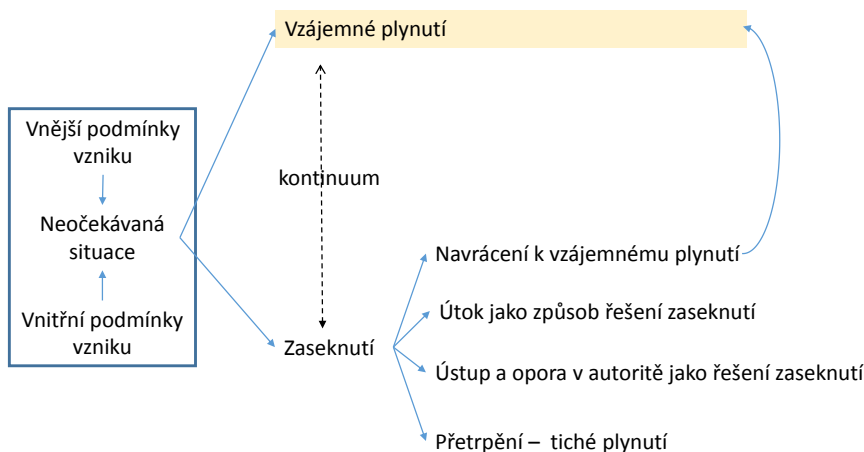 Vzájemné plynutí
Vnější podmínky
vzniku
kontinuum
Neočekávaná
situace
Navrácení k vzájemnému plynutí
Vnitřní podmínky
vzniku
Útok jako způsob řešení zaseknutí
Zaseknutí
Ústup a opora v autoritě jako řešení zaseknutí
Přetrpění – tiché plynutí